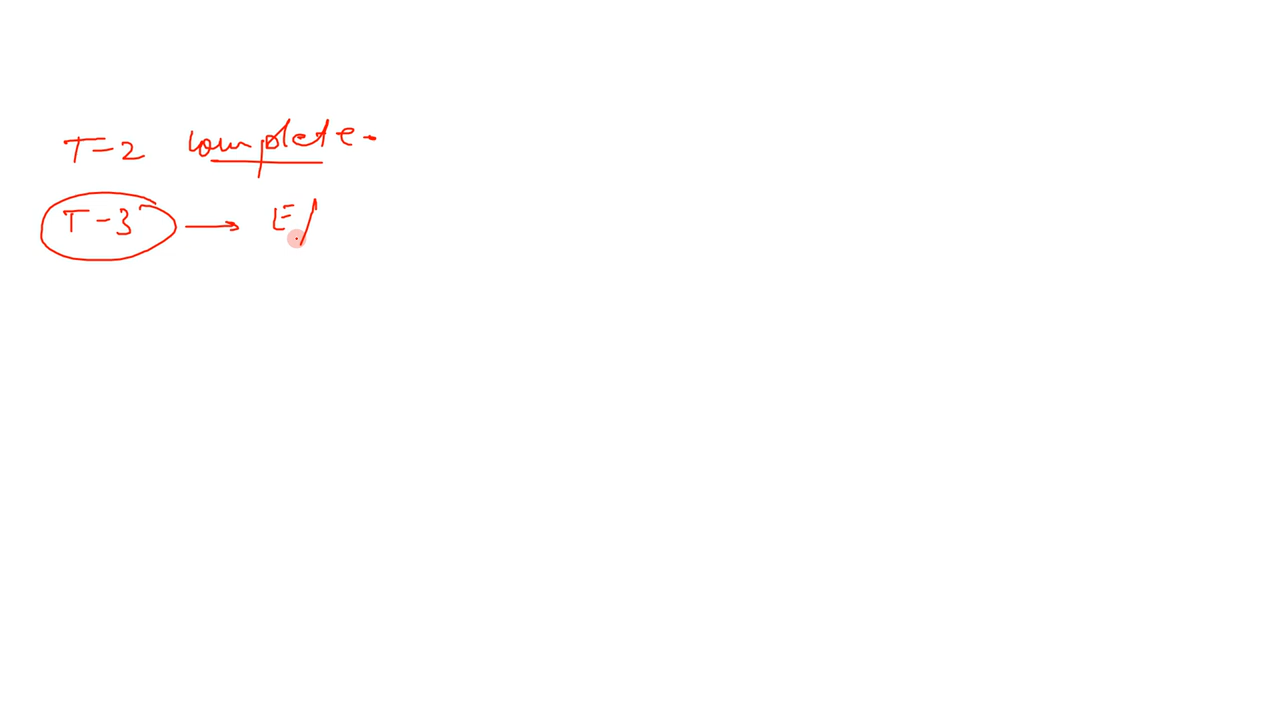 T-2 complete-
T-3 → E/